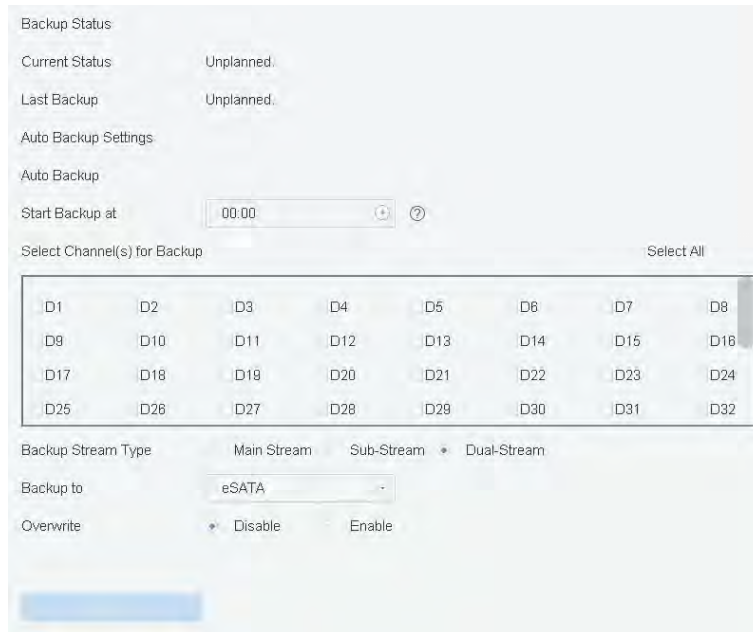 Backup Status
Current Status Unplanned.
Last Backup Unplanned.
Auto Backup Settings
Auto Backup
Start Backup at 00:00
Select Channel(s) for Backup Select All
D1 D2 D3 D4 D5 D6 D7 D8
D9 D10 D11 D12 D13 D14 D15 D16
D17 D18 D19 D20 D21 D22 D23 D24
D25 D26 D27 D28 D29 D30 D31 D32
Backup Stream Type Main Stream Sub-Stream Dual-Stream
Backup to eSATA
Overwrite Disable Enable